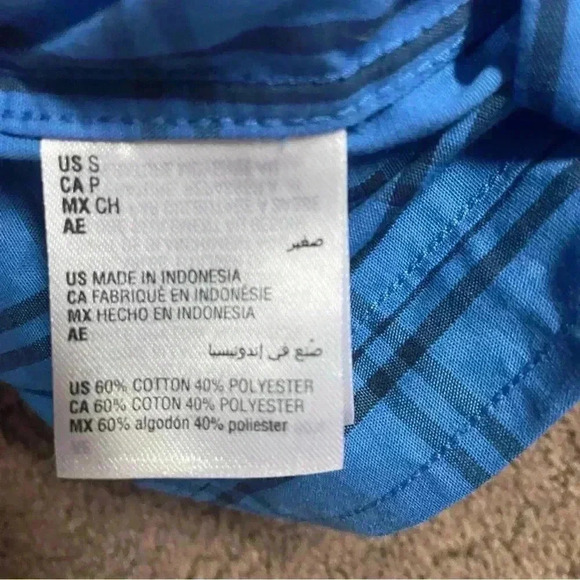 US S
CA P
MX CH
AE
صغير
US MADE IN INDONESIA
CA FABRIQUÉ EN INDONÉSIE
MX HECHO EN INDONESIA
AE
صنع في إندونيسيا
US 60% COTTON 40% POLYESTER
CA 60% COTON 40% POLYESTER
MX 60% algodón 40% poliester